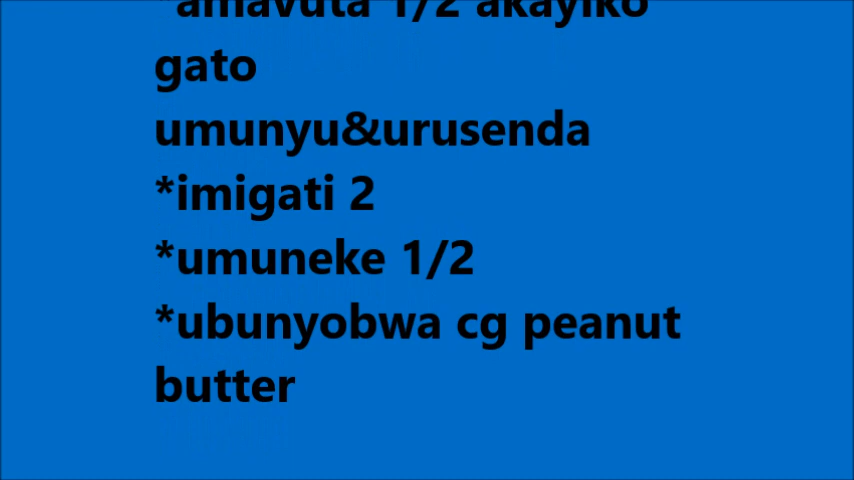 *amavuta 1/2 akayiko
gato
umunyu&urusenda
*imigati 2
*umuneke 1/2
*ubunyobwa cg peanut
butter